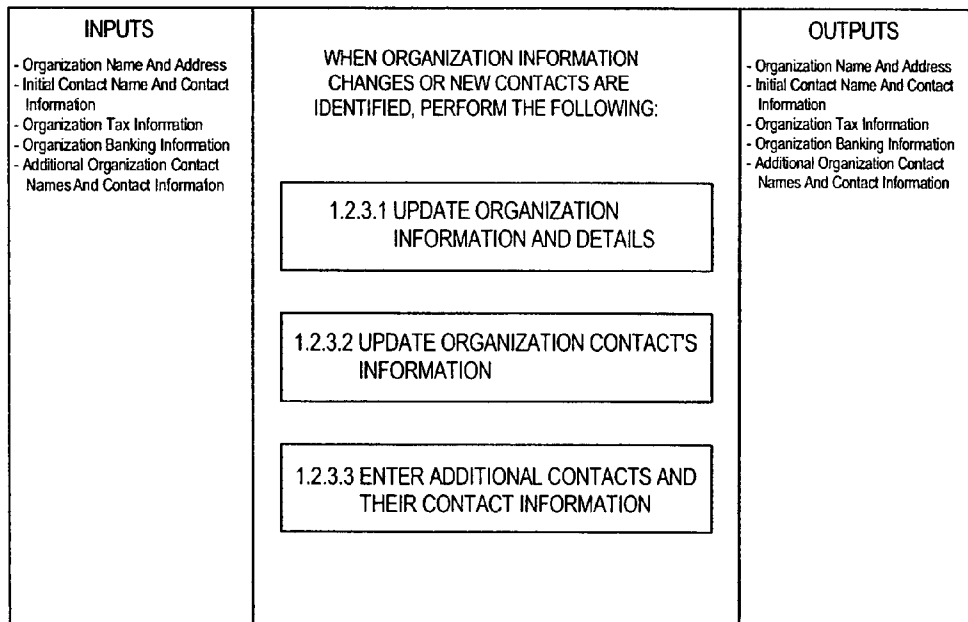 INPUTS
- Organization Name And Address
- Initial Contact Name And Contact
Information
- Organization Tax Information
- Organization Banking Information
- Additional Organization Contact
Names And Contact Information
WHEN ORGANIZATION INFORMATION
CHANGES OR NEW CONTACTS ARE
IDENTIFIED, PERFORM THE FOLLOWING:
1.2.3.1 UPDATE ORGANIZATION
INFORMATION AND DETAILS
1.2.3.2 UPDATE ORGANIZATION CONTACT'S
INFORMATION
1.2.3.3 ENTER ADDITIONAL CONTACTS AND
THEIR CONTACT INFORMATION
OUTPUTS
- Organization Name And Address
- Initial Contact Name And Contact
Information
- Organization Tax Information
- Organization Banking Information
- Additional Organization Contact
Names And Contact Information